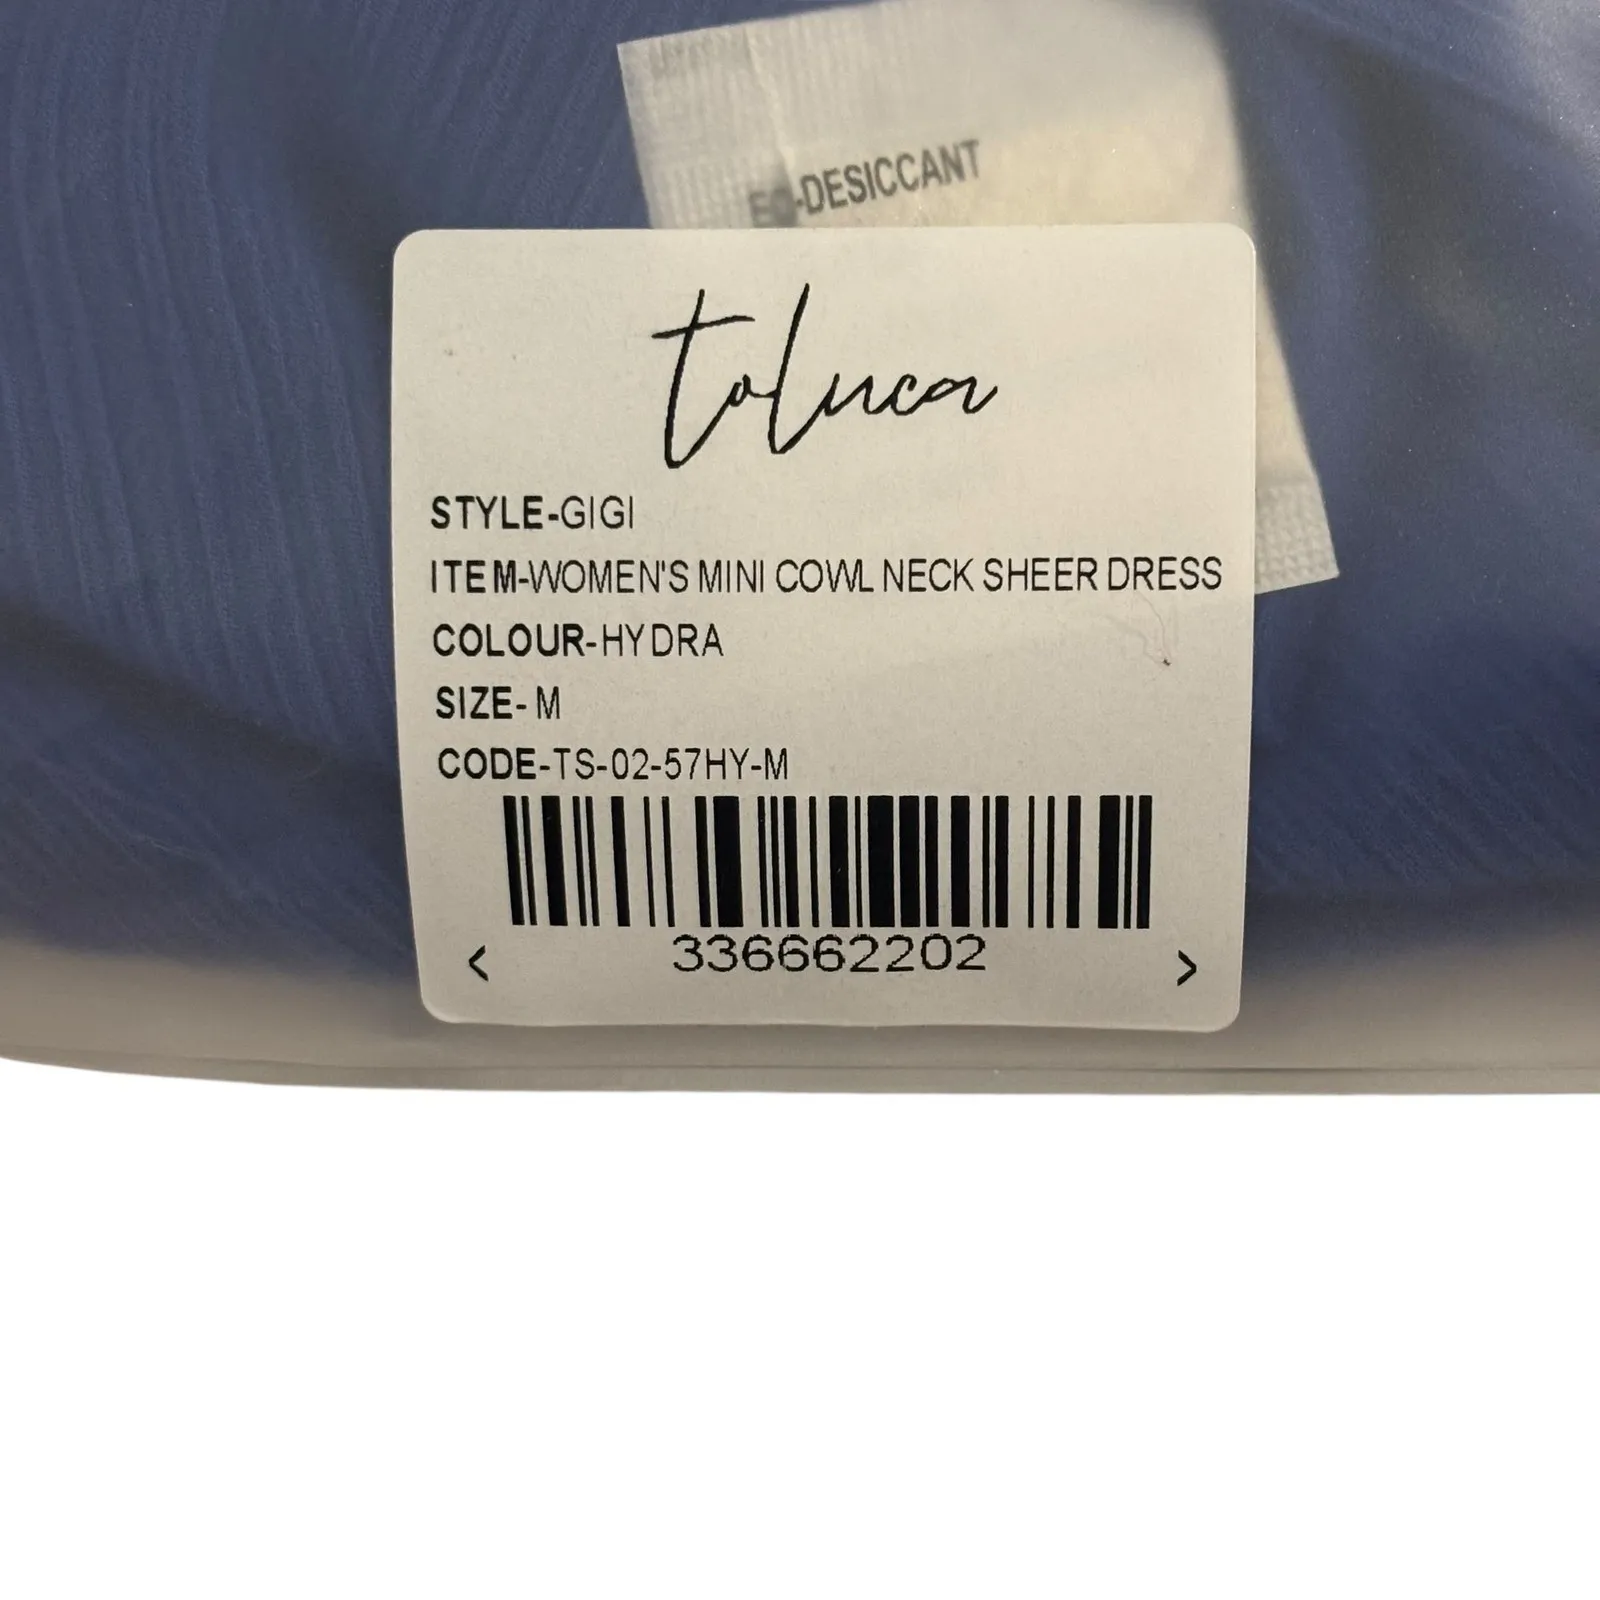 -DESICCANT
toluca
STYLE-GIGI
ITEM-WOMEN'S MINI COWL NECK SHEER DRESS
COLOUR-HYDRA
SIZE- M
CODE-TS-02-57HY-M
336662202
< >